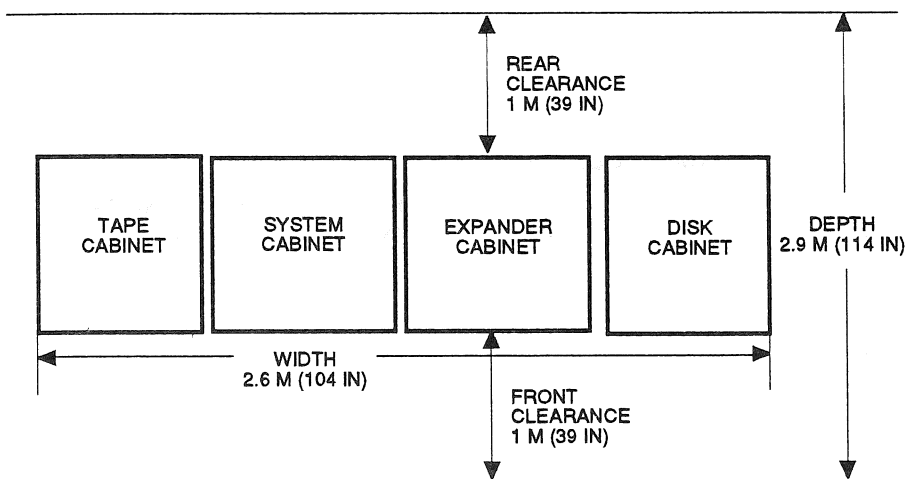 REAR
CLEARANCE
1 M (39 IN)
TAPE
CABINET
SYSTEM
CABINET
EXPANDER
CABINET
DISK
CABINET
DEPTH
2.9 M (114 IN)
WIDTH
2.6 M (104 IN)
FRONT
CLEARANCE
1 M (39 IN)